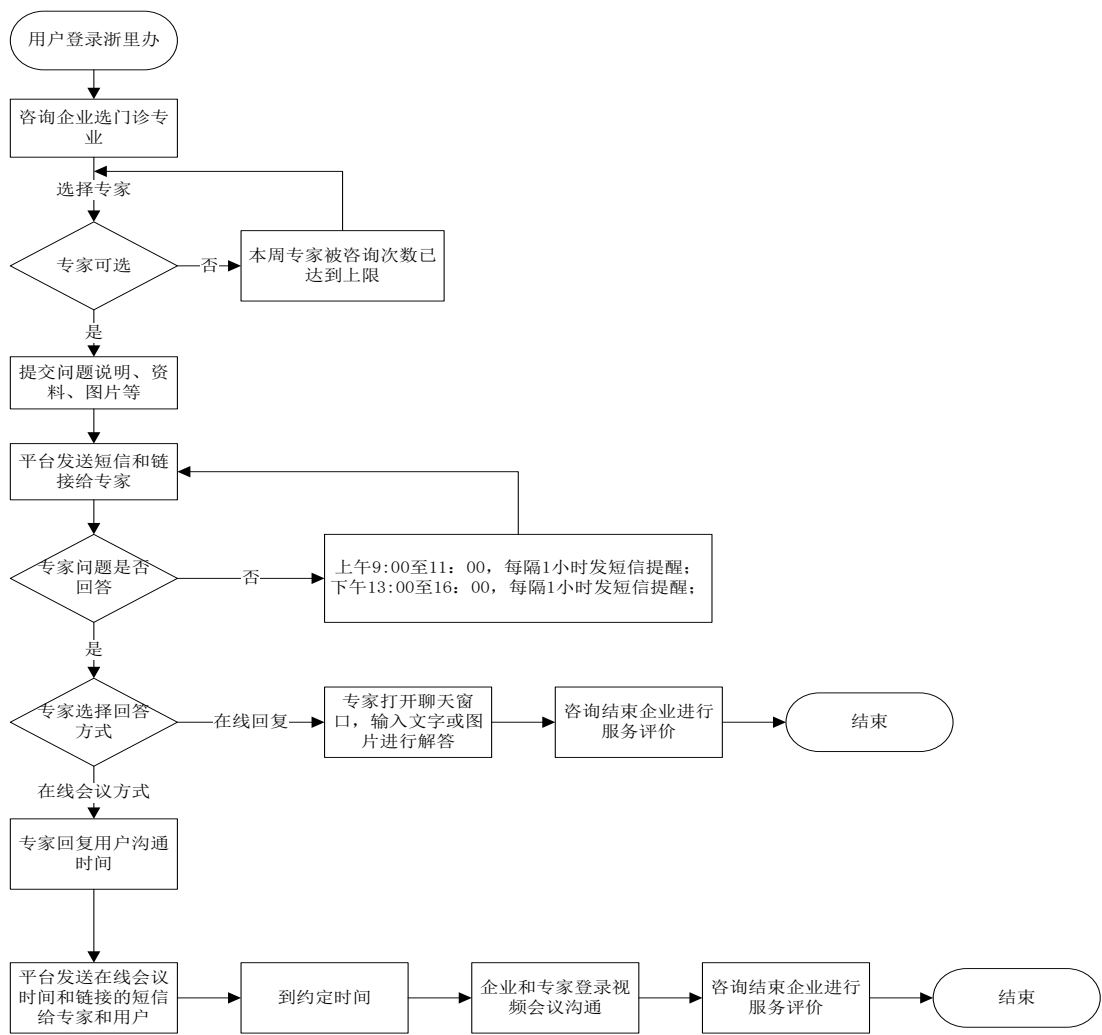 用户登录浙里办
咨询企业选门诊专
业
选择专家
专家可选
否
本周专家被咨询次数已
达到上限
是
提交问题说明、资
料、图片等
平台发送短信和链
接给专家
专家问题是否
回答
否
上午9:00至11：00，每隔1小时发短信提醒；
下午13:00至16：00，每隔1小时发短信提醒；
是
专家选择回答
方式
在线回复
专家打开聊天窗
口，输入文字或图
片进行解答
咨询结束企业进行
服务评价
结束
在线会议方式
专家回复用户沟通
时间
平台发送在线会议
时间和链接的短信
给专家和用户
到约定时间
企业和专家登录视
频会议沟通
咨询结束企业进行
服务评价
结束